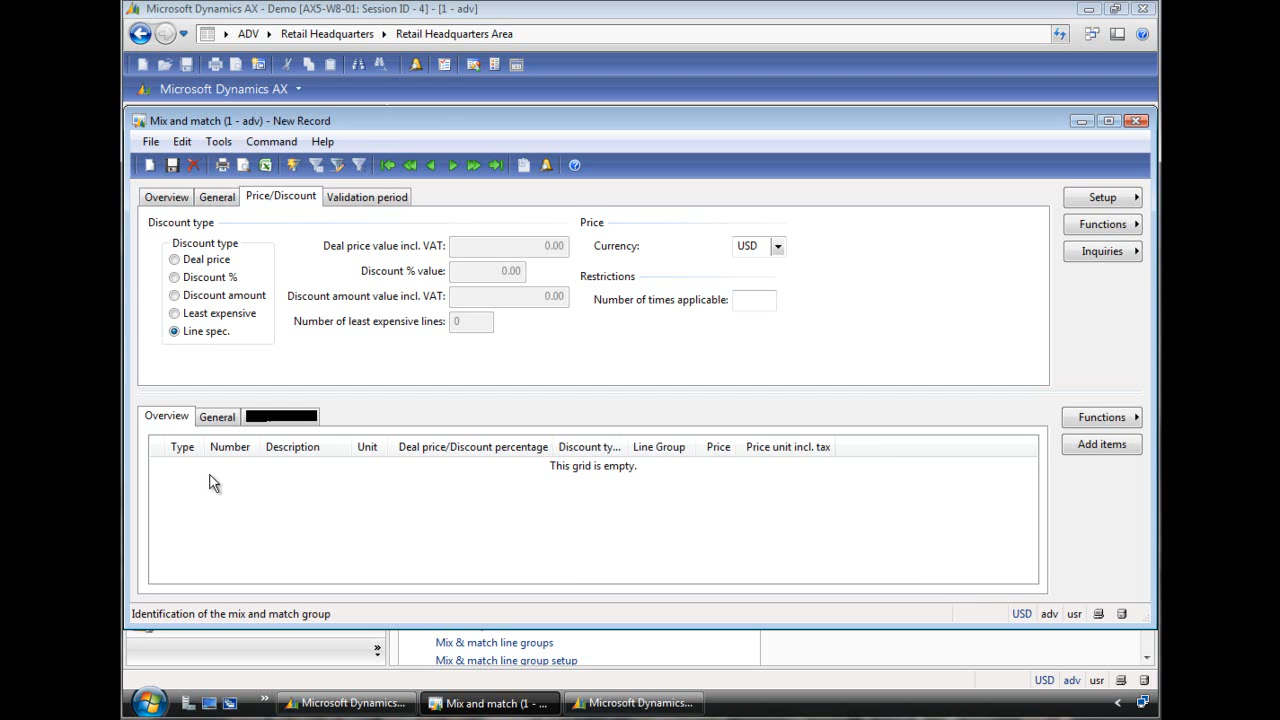 Microsoft Dynamics AX - Demo [AX5-W8-01: Session ID - 4] - [1 - adv]
ADV Retail Headquarters Retail Headquarters Area
Microsoft Dynamics AX
Mix and match (1 - adv) - New Record
File Edit Tools Command Help
Overview General Price/Discount Validation period
Setup
Functions
Inquiries
Discount type
Discount type
Deal price
Discount %
Discount amount
Least expensive
Line spec.
Deal price value incl. VAT: 0.00
Discount % value: 0.00
Discount amount value incl. VAT: 0.00
Number of least expensive lines: 0
Price
Currency: USD
Restrictions
Number of times applicable:
Overview General
Functions
Add items
Type Number Description Unit Deal price/Discount percentage Discount ty... Line Group Price Price unit incl. tax
This grid is empty.
Identification of the mix and match group USD adv usr
Mix & match line groups
Mix & match line group setup
USD adv usr
Microsoft Dynamics... Mix and match (1 - ... Microsoft Dynamics...